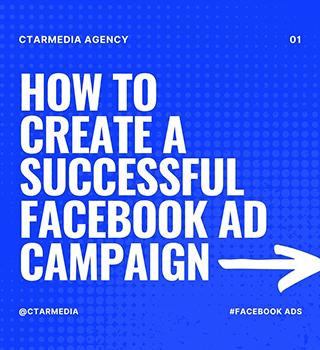 CTARMEDIA AGENCY
01
HOW TO
CREATE A
SUCCESSFUL
FACEBOOK AD
CAMPAIGN
@CTARMEDIA
#FACEBOOK ADS